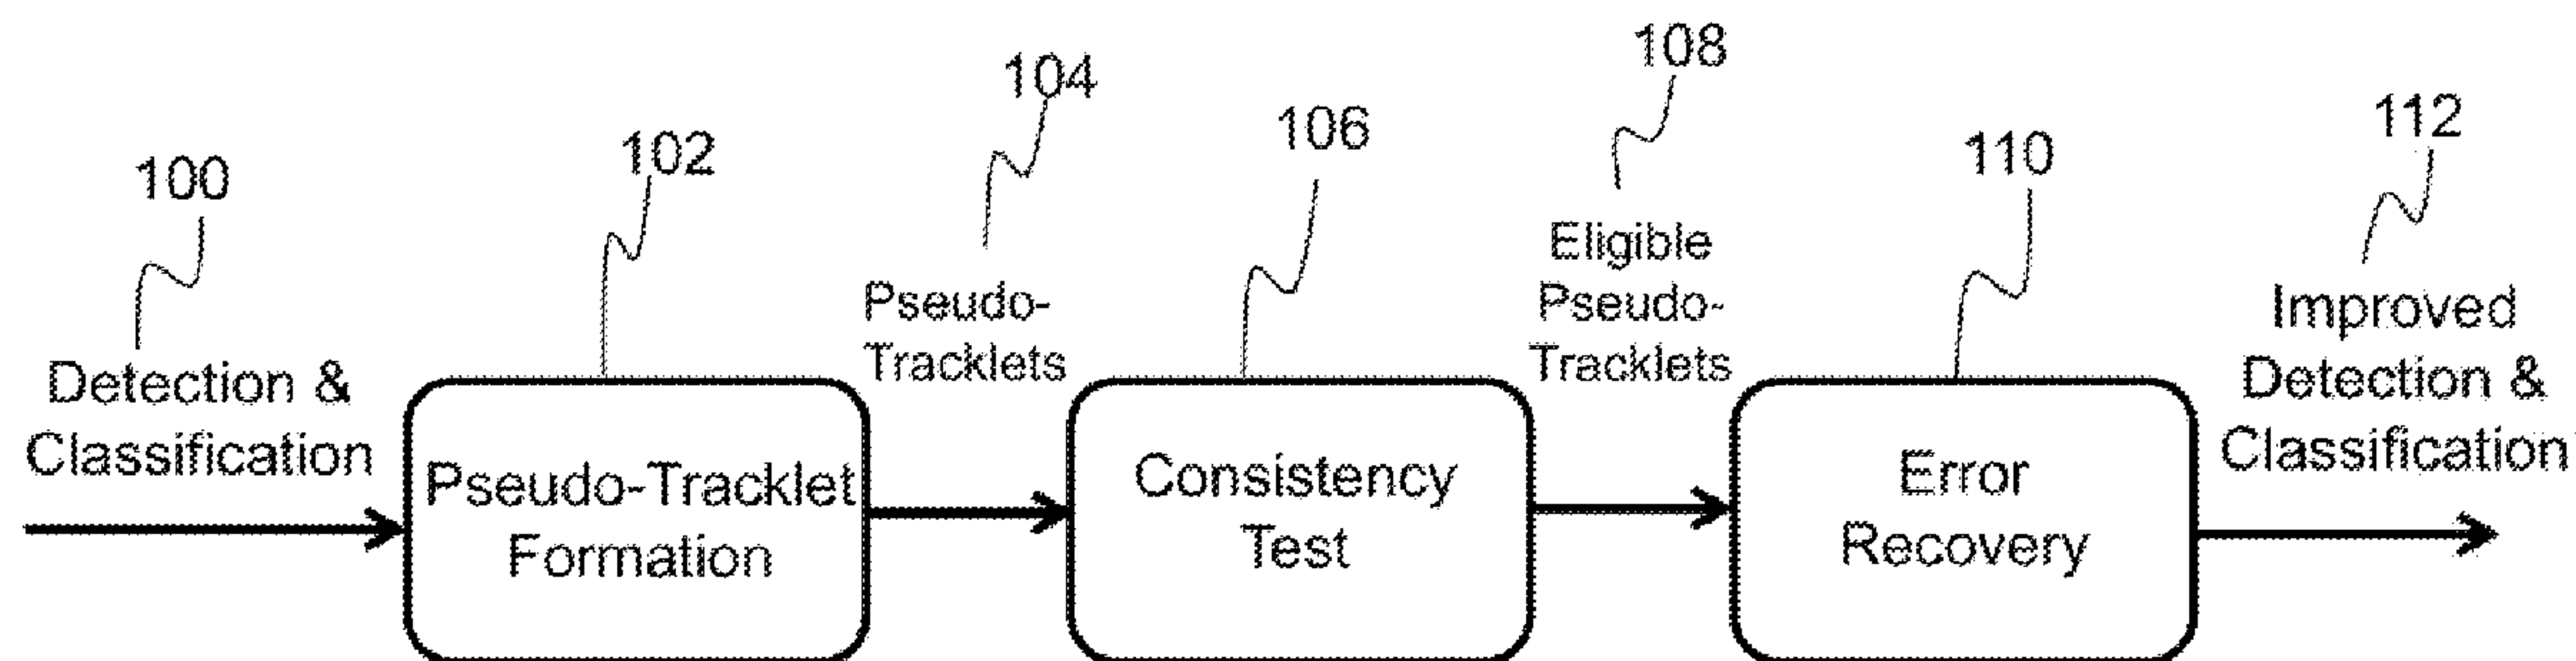 100
Detection &
Classification
102
Pseudo-Tracklet
Formation
104
Pseudo-
Tracklets
106
Consistency
Test
108
Eligible
Pseudo-
Tracklets
110
Error
Recovery
112
Improved
Detection &
Classification